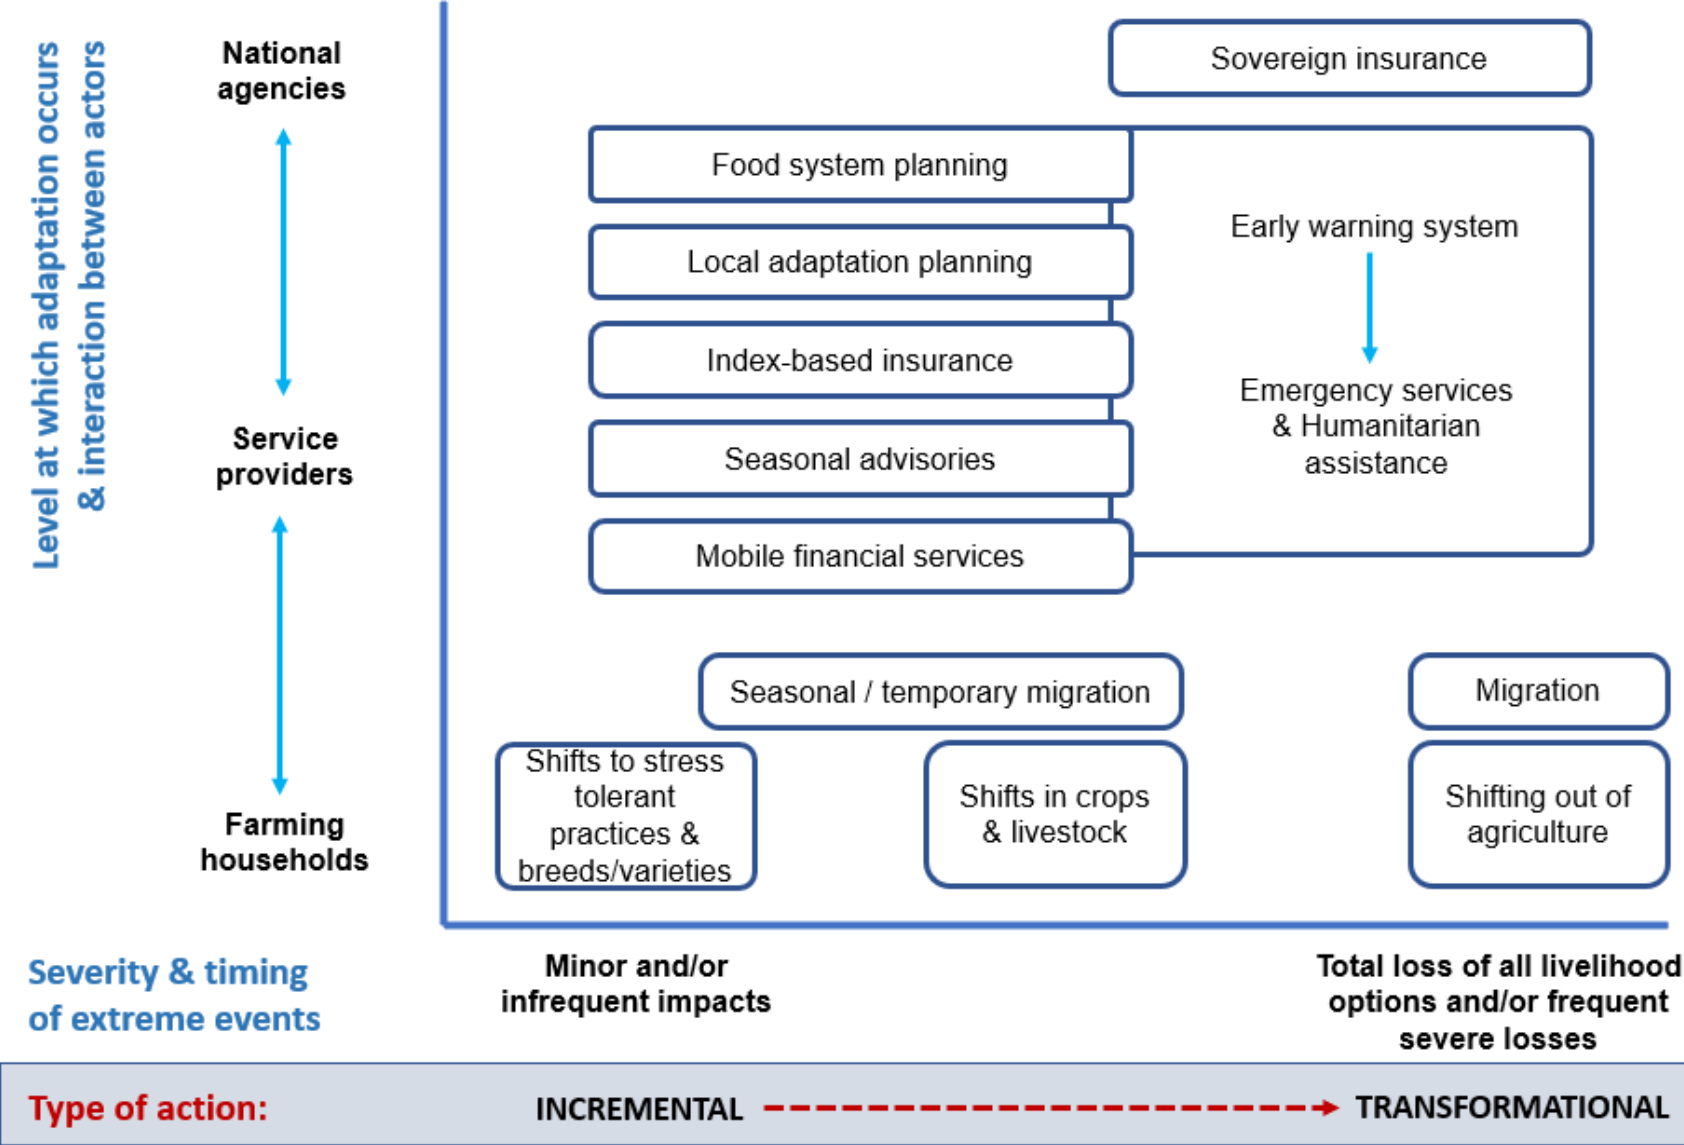 Level at which adaptation occurs
& interaction between actors
National
agencies
Service
providers
Farming
households
Sovereign insurance
Food system planning
Local adaptation planning
Index-based insurance
Seasonal advisories
Mobile financial services
Early warning system
Emergency services
& Humanitarian
assistance
Seasonal / temporary migration
Migration
Shifts to stress
tolerant
practices &
breeds/varieties
Shifts in crops
& livestock
Shifting out of
agriculture
Severity & timing
of extreme events
Minor and/or
infrequent impacts
Total loss of all livelihood
options and/or frequent
severe losses
Type of action:
INCREMENTAL
TRANSFORMATIONAL